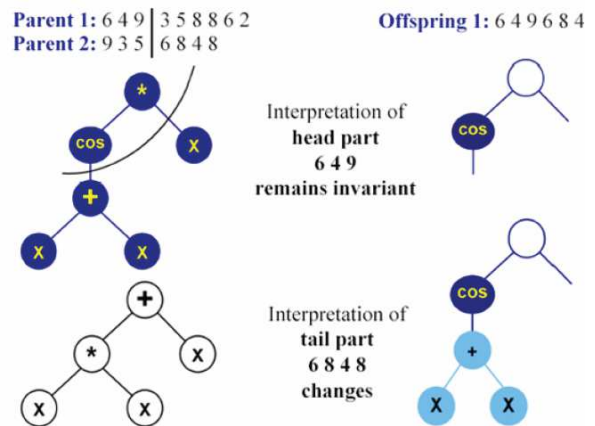 Parent 1: 6 4 9 3 5 8 8 6 2
Parent 2: 9 3 5 6 8 4 8
Offspring 1: 6 4 9 6 8 4
*
cos
X
+
X
X
Interpretation of
head part
6 4 9
remains invariant
cos
+
*
X
X
X
Interpretation of
tail part
6 8 4 8
changes
cos
+
X
X